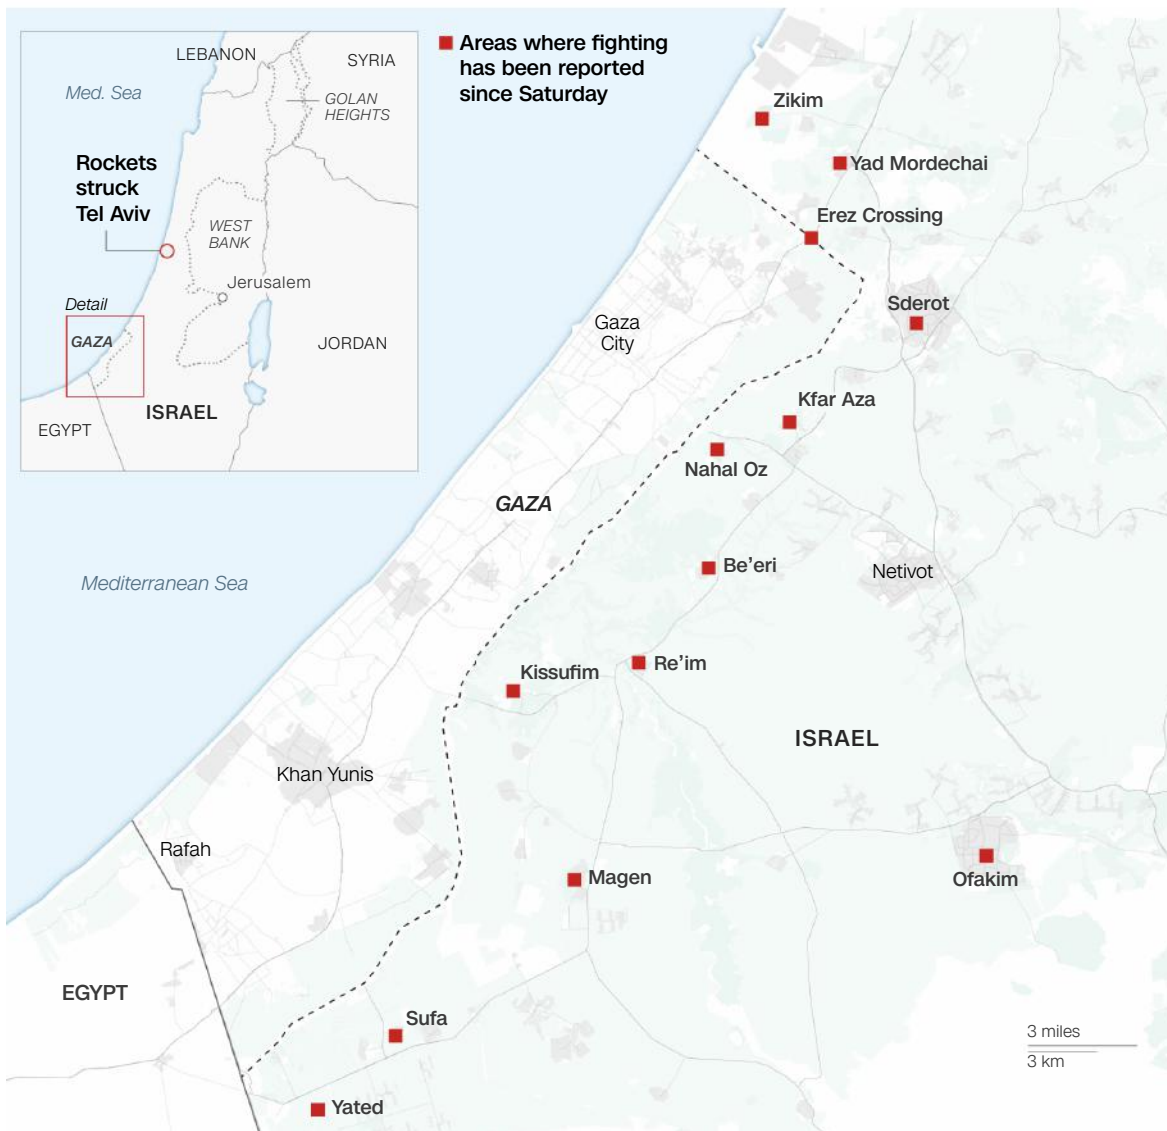 LEBANON
SYRIA
Med. Sea
GOLAN
HEIGHTS
Rockets
struck
Tel Aviv
WEST
BANK
Jerusalem
Detail
GAZA
JORDAN
ISRAEL
EGYPT
Areas where fighting
has been reported
since Saturday
Zikim
Yad Mordechai
Erez Crossing
Sderot
Gaza
City
Kfar Aza
Nahal Oz
GAZA
Be’eri
Netivot
Mediterranean Sea
Re’im
Kissufim
ISRAEL
Khan Yunis
Rafah
Magen
Ofakim
EGYPT
Sufa
3 miles
3 km
Yated